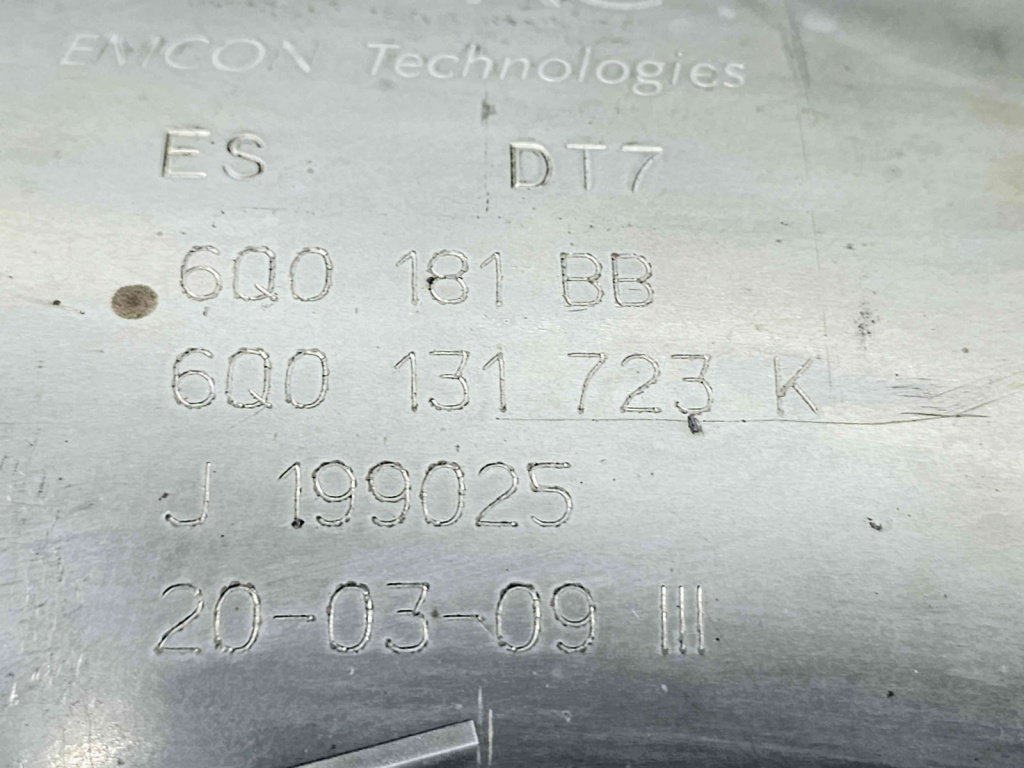 EMCON Technologies
ES DT7
6Q0 181 BB
6Q0 131 723 K
J 199025
20-03-09 III